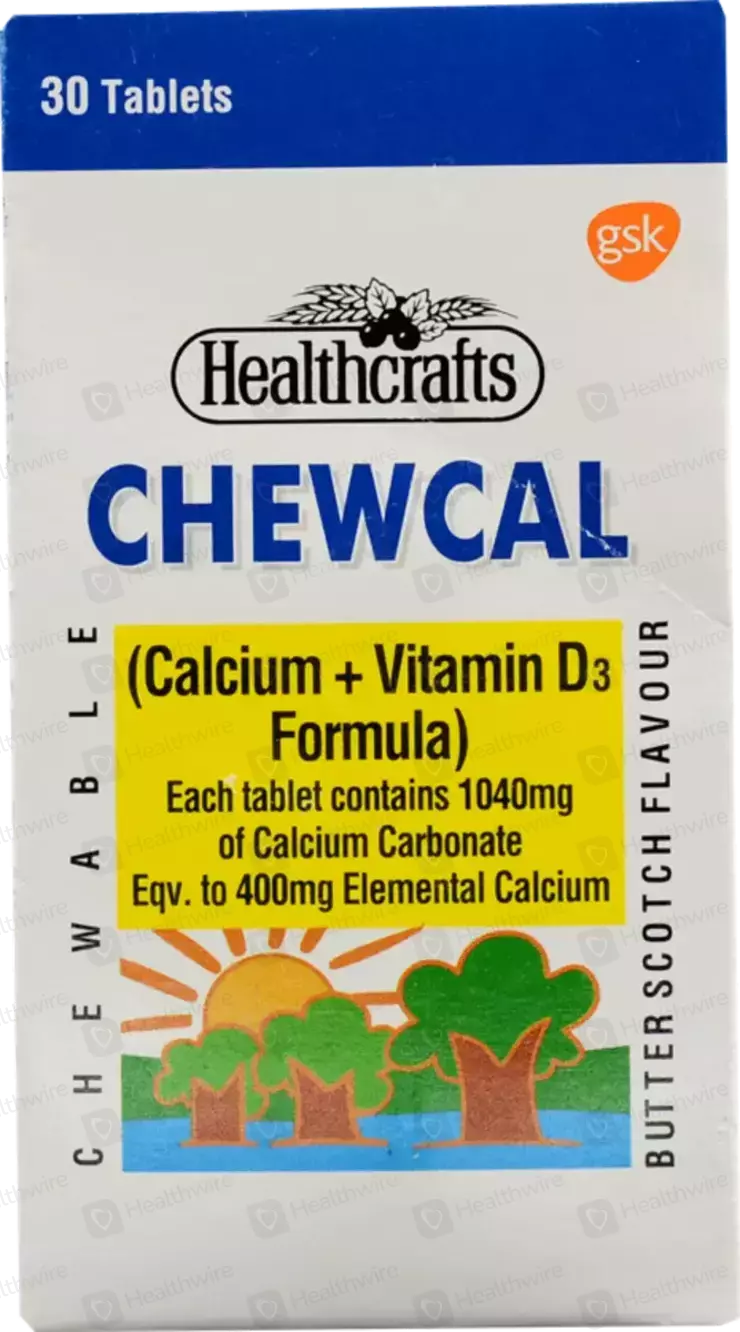 30 Tablets
gsk
Healthcrafts
CHEWCAL
CHEWABLE
(Calcium + Vitamin D3
Formula)
Each tablet contains 1040mg
of Calcium Carbonate
Eqv. to 400mg Elemental Calcium
BUTTER SCOTCH FLAVOUR
Healthwire